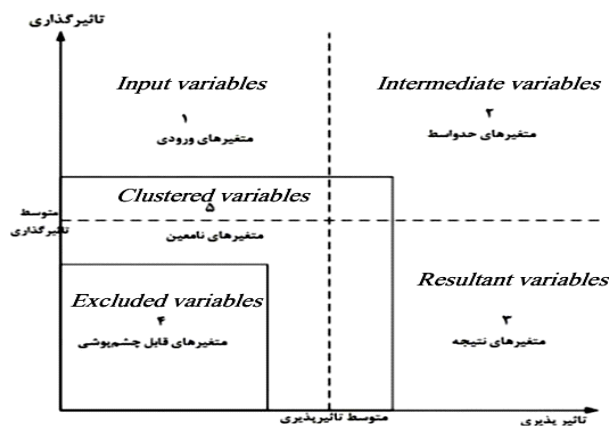 تاثیرگذاری
Input variables
۱
متغیرهای ورودی
Intermediate variables
۲
متغیرهای حدواسط
Clustered variables
۵
متغیرهای نامعین
متوسط
تاثیرگذاری
Excluded variables
۴
متغیرهای قابل چشم‌پوشی
Resultant variables
۳
متغیرهای نتیجه
متوسط تاثیرپذیری
تاثیر پذیری